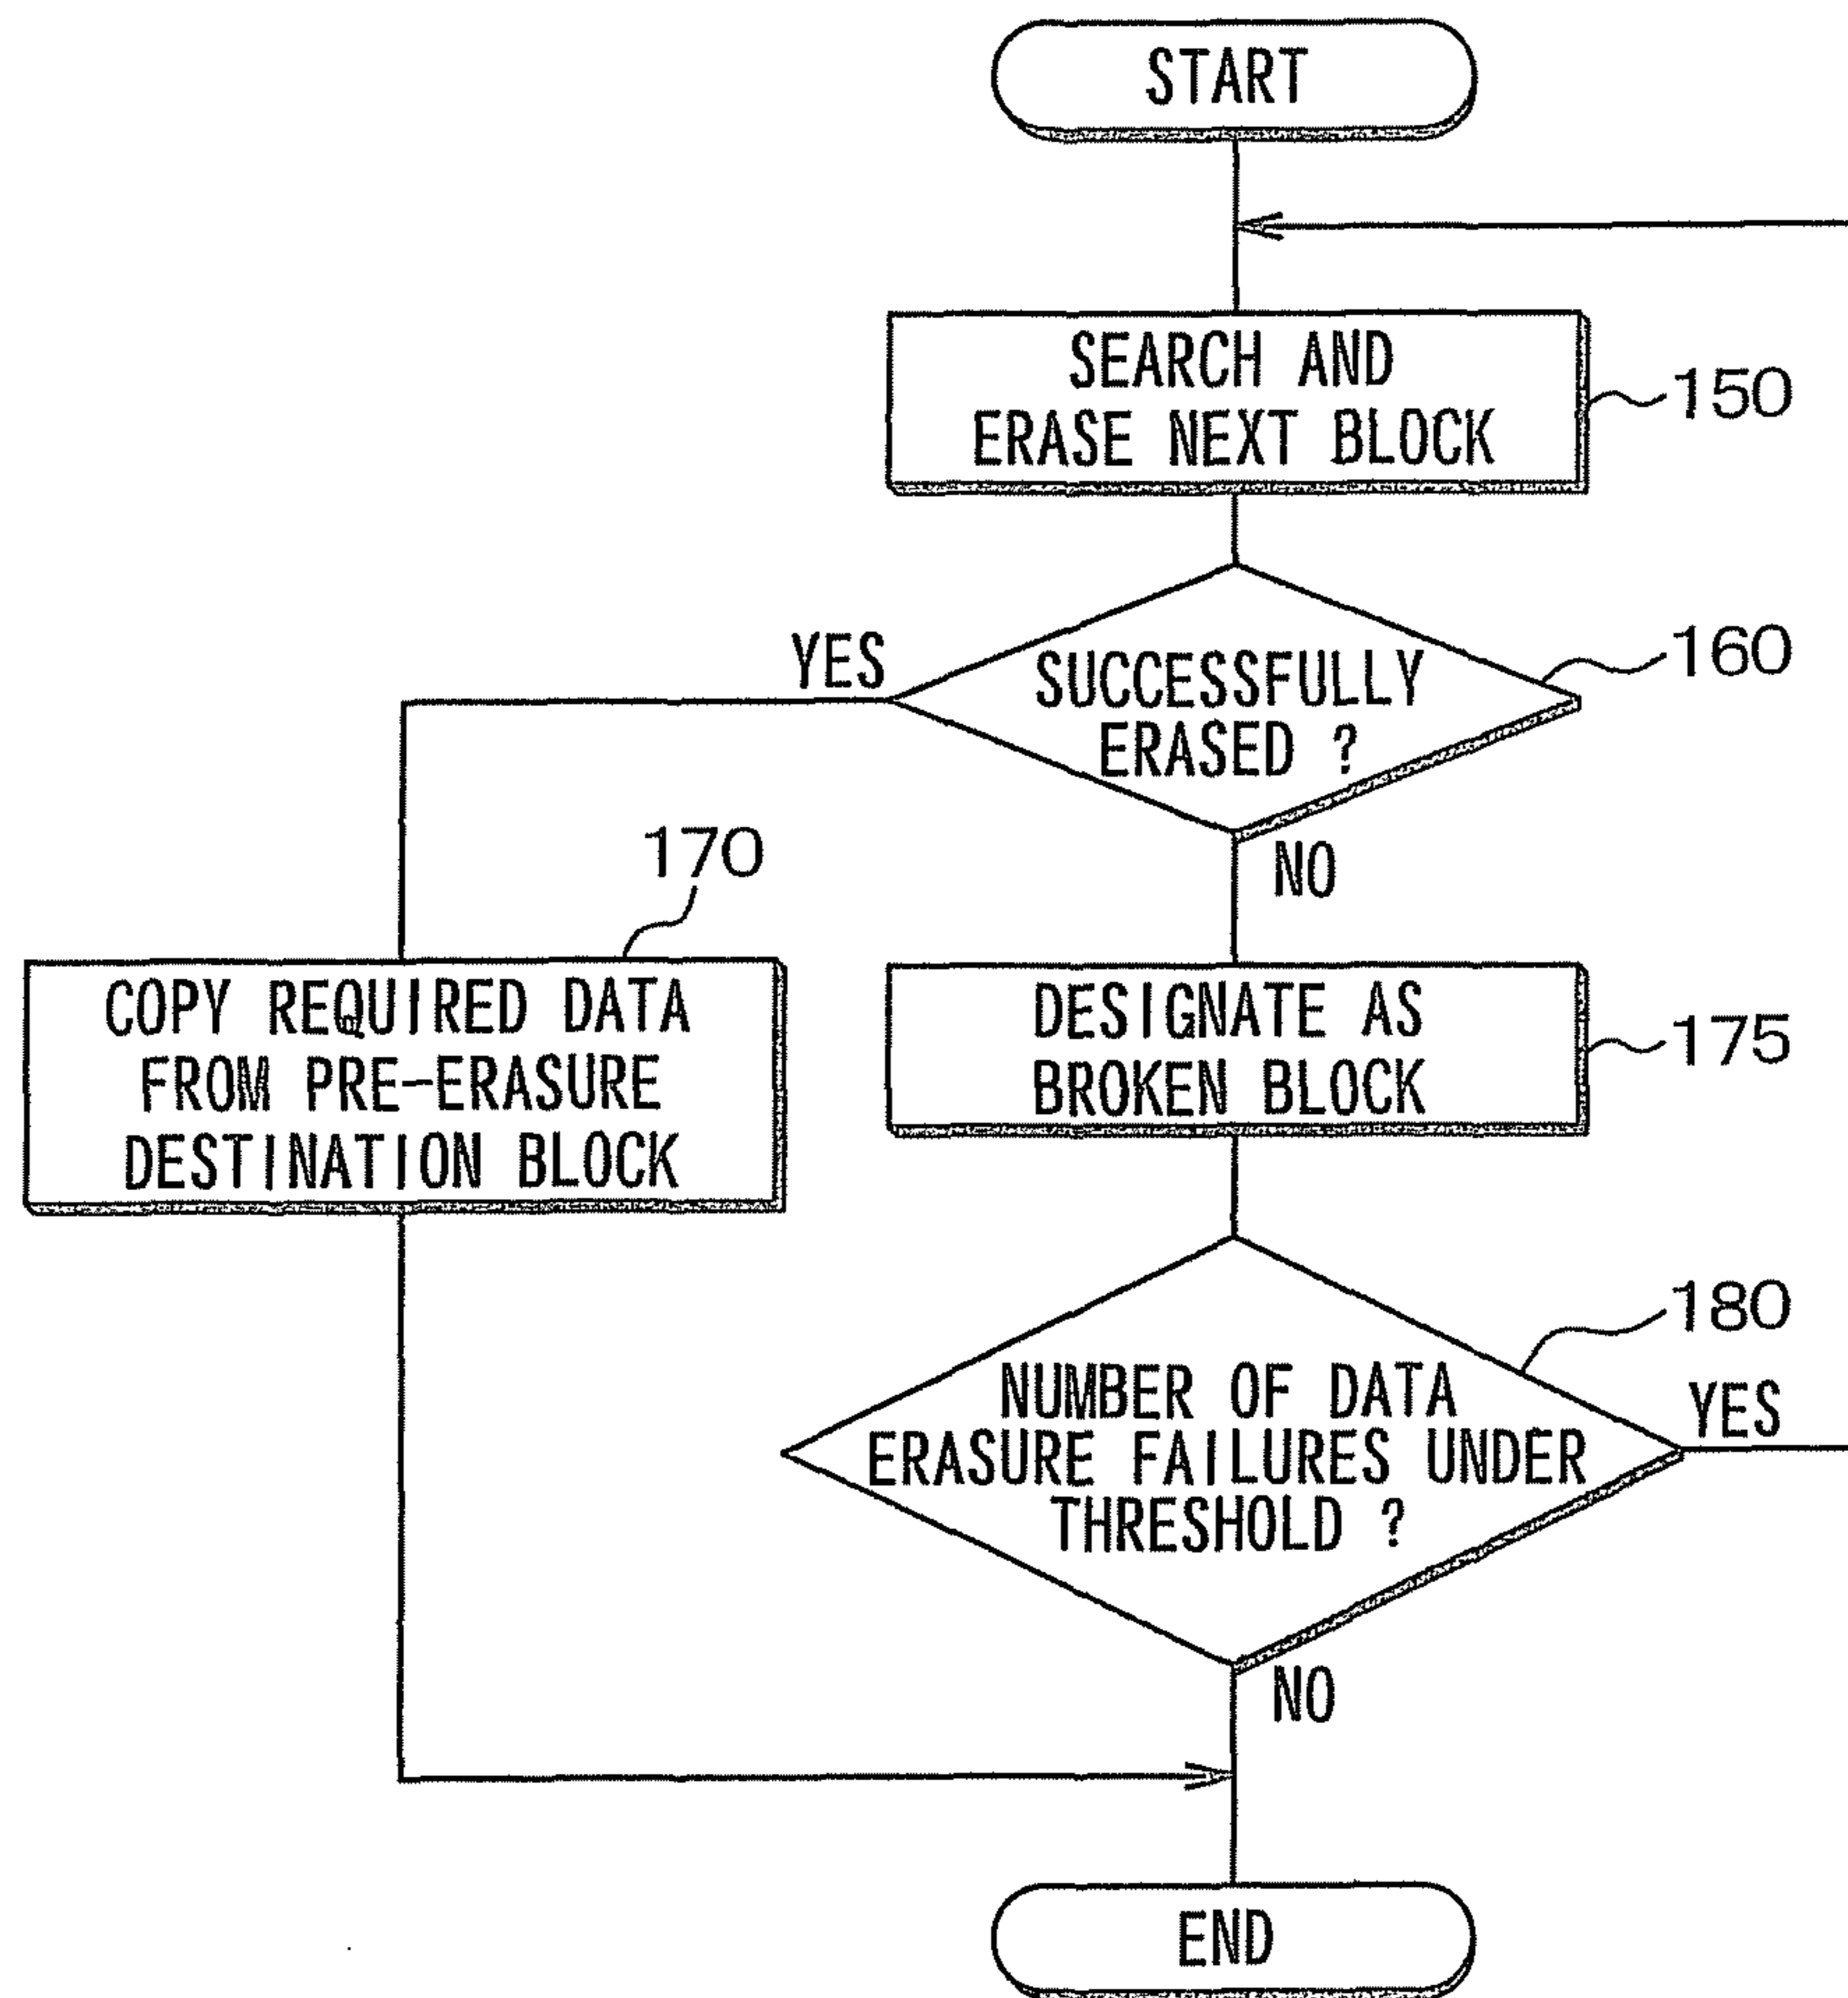 START
SEARCH AND
ERASE NEXT BLOCK
150
YES
SUCCESSFULLY
ERASED ?
160
NO
170
COPY REQUIRED DATA
FROM PRE-ERASURE
DESTINATION BLOCK
DESIGNATE AS
BROKEN BLOCK
175
180
NUMBER OF DATA
ERASURE FAILURES UNDER
THRESHOLD ?
YES
NO
END